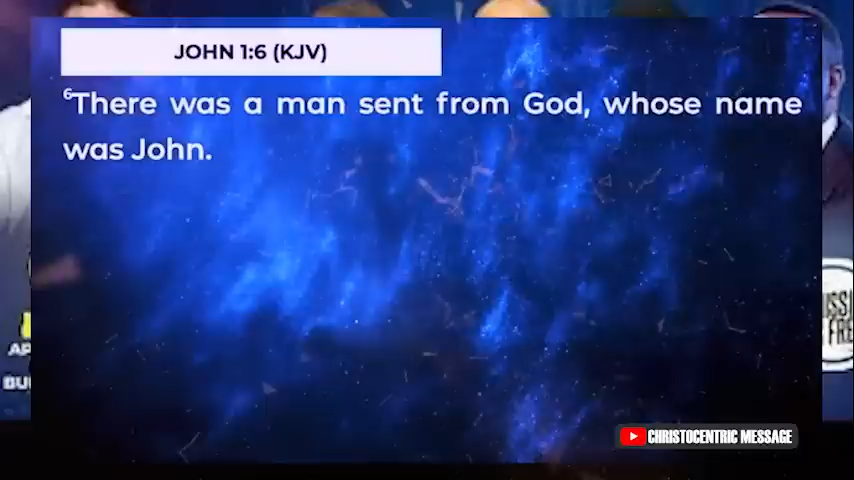 JOHN 1:6 (KJV)
⁶There was a man sent from God, whose name
was John.
CHRISTOCENTRIC MESSAGE